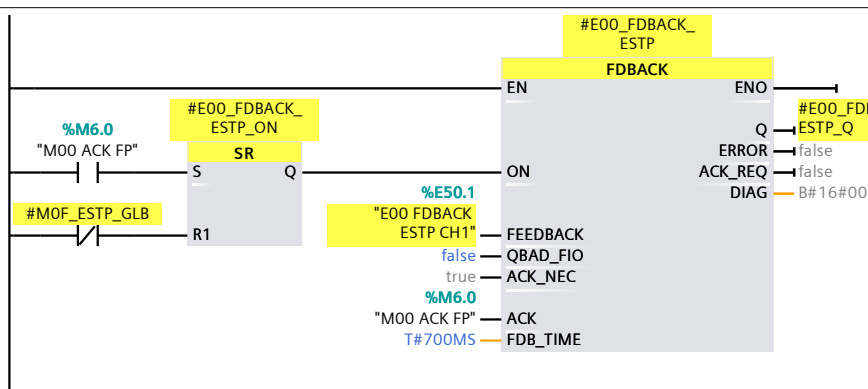 #E00_FDBACK_
ESTP
FDBACK
EN
ENO
#E00_FDBACK_
ESTP_ON
%M6.0
"M00 ACK FP"
SR
S
Q
#M0F_ESTP_GLB
R1
ON
#E00_FD
Q
ESTP_Q
ERROR
false
ACK_REQ
false
DIAG
B#16#00
%E50.1
"E00 FDBACK
ESTP CH1"
FEEDBACK
false
QBAD_FIO
true
ACK_NEC
%M6.0
"M00 ACK FP"
ACK
T#700MS
FDB_TIME